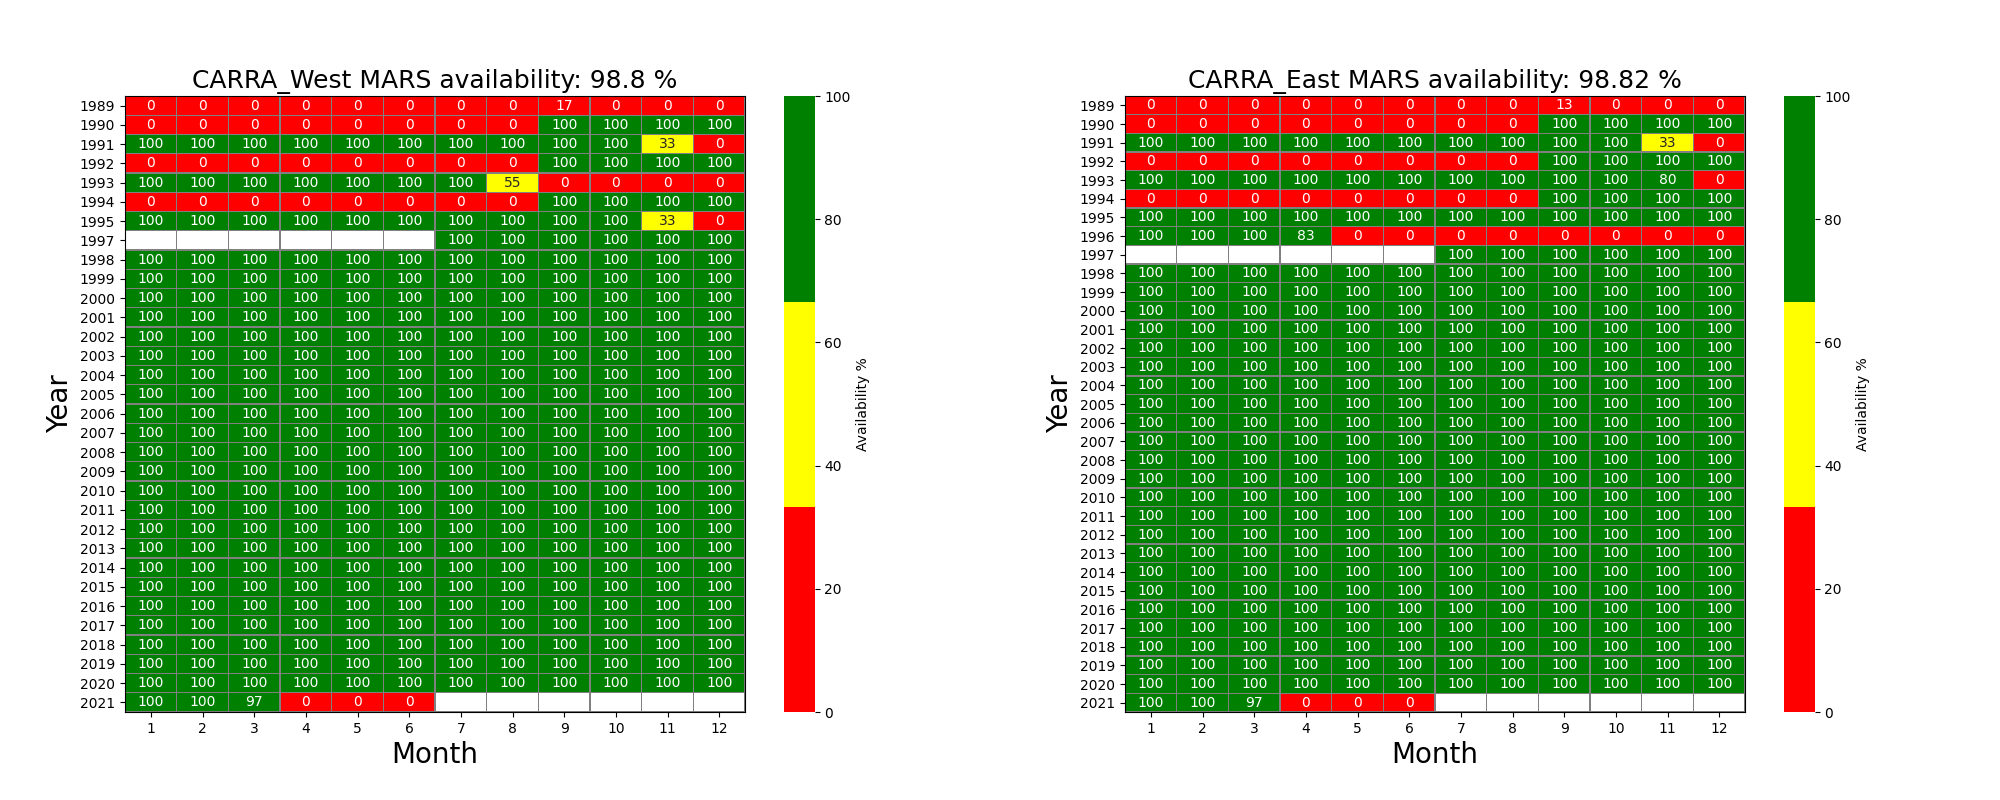 CARRA_West MARS availability: 98.8 %
1989 0 0 0 0 0 0 0 0 17 0 0 0
1990 0 0 0 0 0 0 0 0 100 100 100 100
1991 100 100 100 100 100 100 100 100 100 100 33 0
1992 0 0 0 0 0 0 0 0 100 100 100 100
1993 100 100 100 100 100 100 100 55 0 0 0 0
1994 0 0 0 0 0 0 0 0 100 100 100 100
1995 100 100 100 100 100 100 100 100 100 100 33 0
1997 100 100 100 100 100 100
1998 100 100 100 100 100 100 100 100 100 100 100 100
1999 100 100 100 100 100 100 100 100 100 100 100 100
2000 100 100 100 100 100 100 100 100 100 100 100 100
2001 100 100 100 100 100 100 100 100 100 100 100 100
2002 100 100 100 100 100 100 100 100 100 100 100 100
2003 100 100 100 100 100 100 100 100 100 100 100 100
2004 100 100 100 100 100 100 100 100 100 100 100 100
2005 100 100 100 100 100 100 100 100 100 100 100 100
2006 100 100 100 100 100 100 100 100 100 100 100 100
2007 100 100 100 100 100 100 100 100 100 100 100 100
2008 100 100 100 100 100 100 100 100 100 100 100 100
2009 100 100 100 100 100 100 100 100 100 100 100 100
2010 100 100 100 100 100 100 100 100 100 100 100 100
2011 100 100 100 100 100 100 100 100 100 100 100 100
2012 100 100 100 100 100 100 100 100 100 100 100 100
2013 100 100 100 100 100 100 100 100 100 100 100 100
2014 100 100 100 100 100 100 100 100 100 100 100 100
2015 100 100 100 100 100 100 100 100 100 100 100 100
2016 100 100 100 100 100 100 100 100 100 100 100 100
2017 100 100 100 100 100 100 100 100 100 100 100 100
2018 100 100 100 100 100 100 100 100 100 100 100 100
2019 100 100 100 100 100 100 100 100 100 100 100 100
2020 100 100 100 100 100 100 100 100 100 100 100 100
2021 100 100 97 0 0 0
1 2 3 4 5 6 7 8 9 10 11 12
Month
Year
100
80
60
40
20
0
Availability %
CARRA_East MARS availability: 98.82 %
1989 0 0 0 0 0 0 0 0 13 0 0 0
1990 0 0 0 0 0 0 0 0 100 100 100 100
1991 100 100 100 100 100 100 100 100 100 100 33 0
1992 0 0 0 0 0 0 0 0 100 100 100 100
1993 100 100 100 100 100 100 100 100 100 100 80 0
1994 0 0 0 0 0 0 0 0 100 100 100 100
1995 100 100 100 100 100 100 100 100 100 100 100 100
1996 100 100 100 83 0 0 0 0 0 0 0 0
1997 100 100 100 100 100 100
1998 100 100 100 100 100 100 100 100 100 100 100 100
1999 100 100 100 100 100 100 100 100 100 100 100 100
2000 100 100 100 100 100 100 100 100 100 100 100 100
2001 100 100 100 100 100 100 100 100 100 100 100 100
2002 100 100 100 100 100 100 100 100 100 100 100 100
2003 100 100 100 100 100 100 100 100 100 100 100 100
2004 100 100 100 100 100 100 100 100 100 100 100 100
2005 100 100 100 100 100 100 100 100 100 100 100 100
2006 100 100 100 100 100 100 100 100 100 100 100 100
2007 100 100 100 100 100 100 100 100 100 100 100 100
2008 100 100 100 100 100 100 100 100 100 100 100 100
2009 100 100 100 100 100 100 100 100 100 100 100 100
2010 100 100 100 100 100 100 100 100 100 100 100 100
2011 100 100 100 100 100 100 100 100 100 100 100 100
2012 100 100 100 100 100 100 100 100 100 100 100 100
2013 100 100 100 100 100 100 100 100 100 100 100 100
2014 100 100 100 100 100 100 100 100 100 100 100 100
2015 100 100 100 100 100 100 100 100 100 100 100 100
2016 100 100 100 100 100 100 100 100 100 100 100 100
2017 100 100 100 100 100 100 100 100 100 100 100 100
2018 100 100 100 100 100 100 100 100 100 100 100 100
2019 100 100 100 100 100 100 100 100 100 100 100 100
2020 100 100 100 100 100 100 100 100 100 100 100 100
2021 100 100 97 0 0 0
1 2 3 4 5 6 7 8 9 10 11 12
Month
Year
100
80
60
40
20
0
Availability %